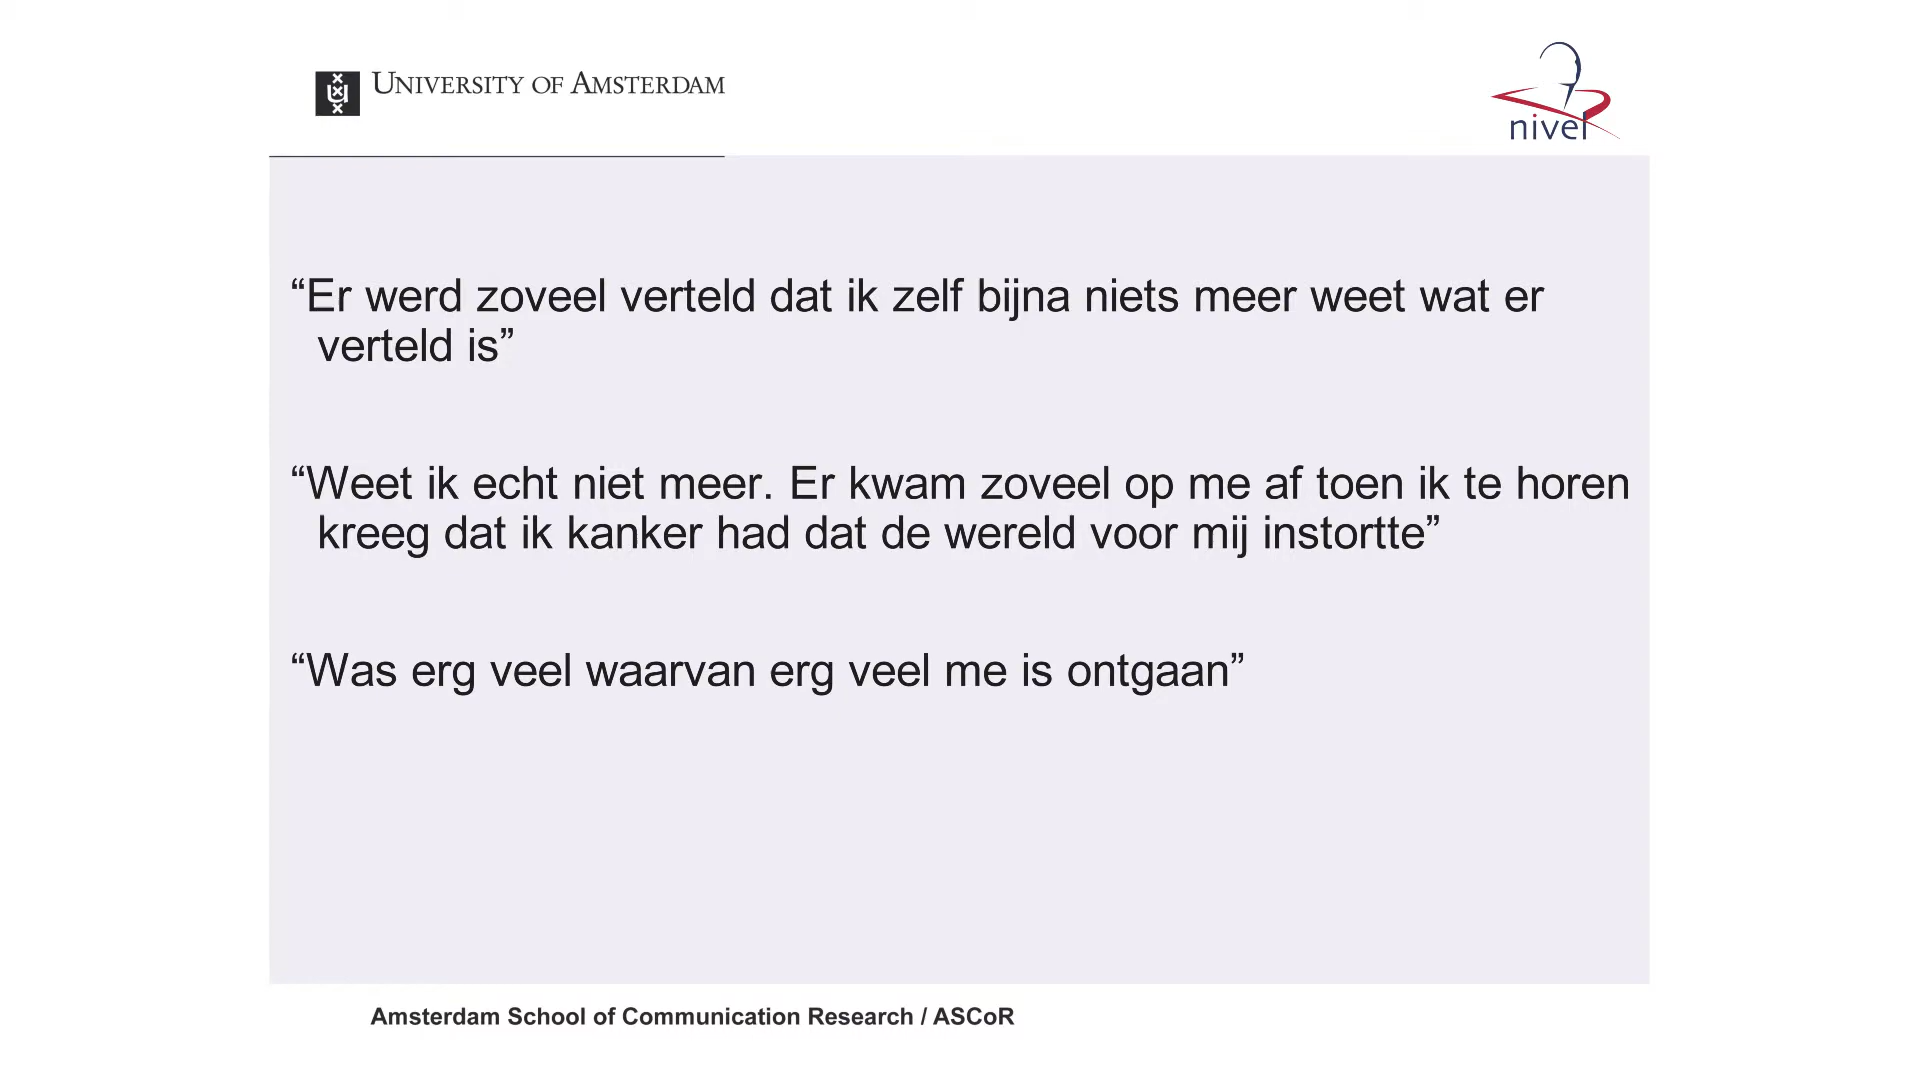 UNIVERSITY OF AMSTERDAM
nivel
“Er werd zoveel verteld dat ik zelf bijna niets meer weet wat er
verteld is”
“Weet ik echt niet meer. Er kwam zoveel op me af toen ik te horen
kreeg dat ik kanker had dat de wereld voor mij instortte”
“Was erg veel waarvan erg veel me is ontgaan”
Amsterdam School of Communication Research / ASCoR